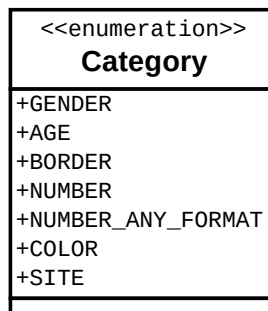 <<enumeration>>
Category
+GENDER
+AGE
+BORDER
+NUMBER
+NUMBER_ANY_FORMAT
+COLOR
+SITE